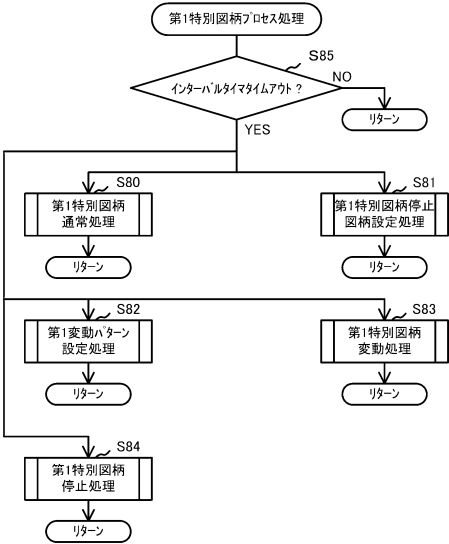 第1特別図柄プロセス処理
S85
インターバルタイマタイムアウト？
NO
リターン
YES
S80
第1特別図柄
通常処理
リターン
S81
第1特別図柄停止
図柄設定処理
リターン
S82
第1変動パターン
設定処理
リターン
S83
第1特別図柄
変動処理
リターン
S84
第1特別図柄
停止処理
リターン